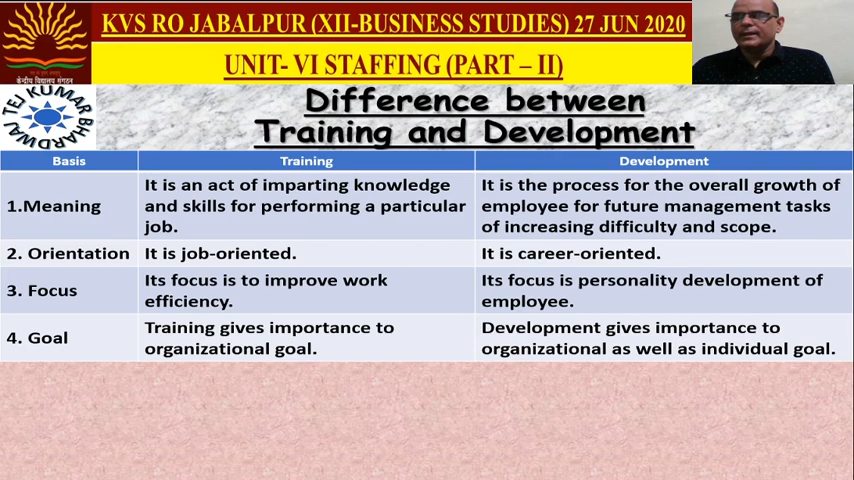 KVS RO JABALPUR (XII-BUSINESS STUDIES) 27 JUN 2020
UNIT- VI STAFFING (PART – II)
केन्द्रीय विद्यालय संगठन
TEJ KUMAR BHARDWAJ
Difference between
Training and Development
Basis Training Development
1.Meaning
It is an act of imparting knowledge
and skills for performing a particular
job.
It is the process for the overall growth of
employee for future management tasks
of increasing difficulty and scope.
2. Orientation It is job-oriented. It is career-oriented.
3. Focus
Its focus is to improve work
efficiency.
Its focus is personality development of
employee.
4. Goal
Training gives importance to
organizational goal.
Development gives importance to
organizational as well as individual goal.